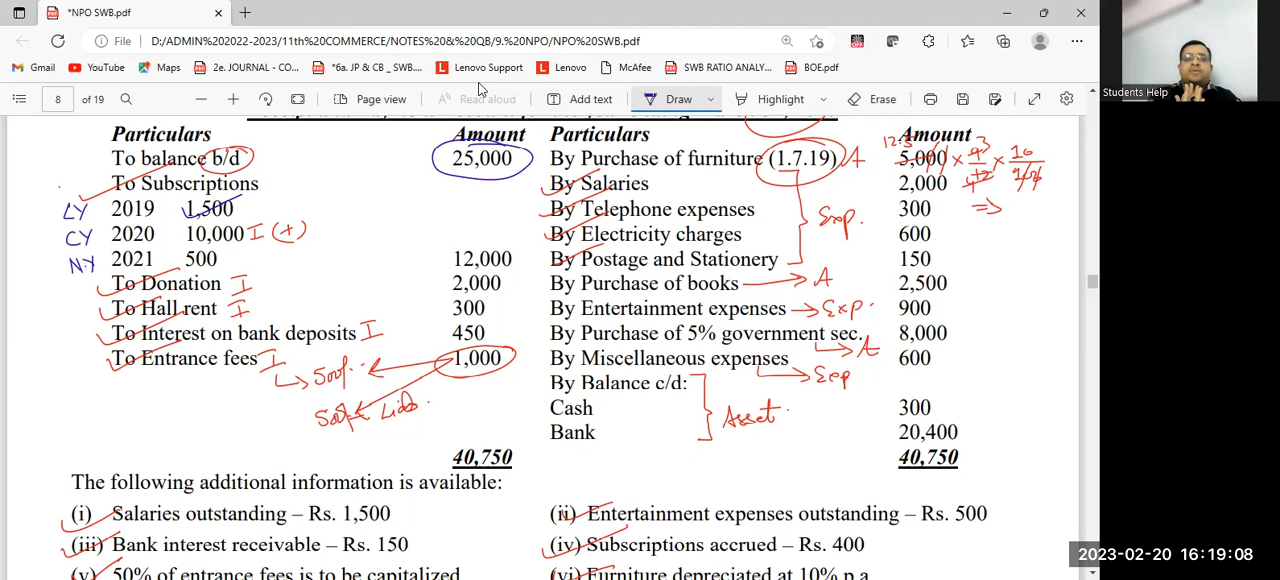 *NPO SWB.pdf
File D:/ADMIN%202022-2023/11th%20COMMERCE/NOTES%20&%20QB/9.%20NPO/NPO%20SWB.pdf
Gmail YouTube Maps 2e. JOURNAL - CO... *6a. JP & CB _ SWB.... Lenovo Support Lenovo McAfee SWB RATIO ANALY... BOE.pdf
8 of 19 Page view Read aloud Add text Draw Highlight Erase
Students Help
Particulars Amount Particulars Amount
To balance b/d 25,000 By Purchase of furniture (1.7.19) A 5,000
To Subscriptions By Salaries 2,000
LY 2019 1,500 By Telephone expenses 300
CY 2020 10,000 I (+) By Electricity charges Exp. 600
N.Y 2021 500 12,000 By Postage and Stationery 150
To Donation I 2,000 By Purchase of books A 2,500
To Hall rent I 300 By Entertainment expenses Exp. 900
To Interest on bank deposits I 450 By Purchase of 5% government sec. A 8,000
To Entrance fees I 1,000 By Miscellaneous expenses Exp 600
By Balance c/d:
Cash Asset 300
Bank 20,400
40,750 40,750
The following additional information is available:
(i) Salaries outstanding – Rs. 1,500 (ii) Entertainment expenses outstanding – Rs. 500
(iii) Bank interest receivable – Rs. 150 (iv) Subscriptions accrued – Rs. 400
(v) 50% of entrance fees is to be capitalized (vi) Furniture depreciated at 10% p.a
2023-02-20 16:19:08